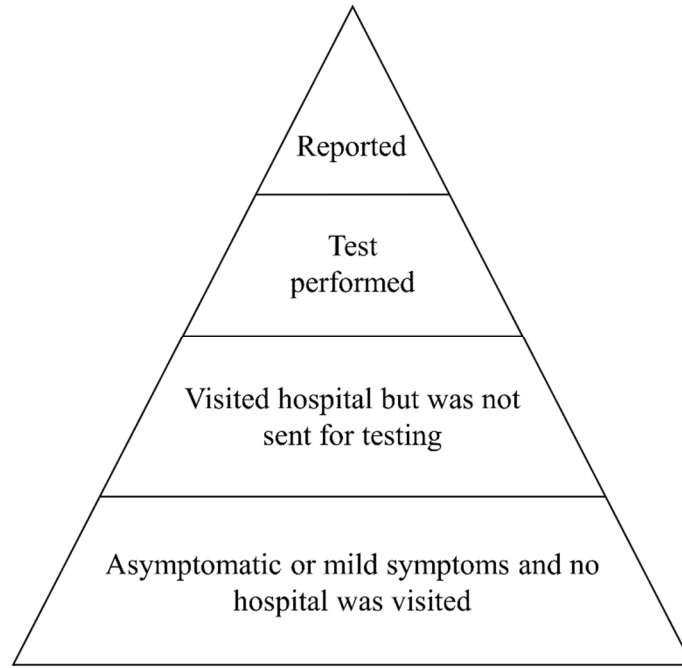 Reported
Test
performed
Visited hospital but was not
sent for testing
Asymptomatic or mild symptoms and no
hospital was visited